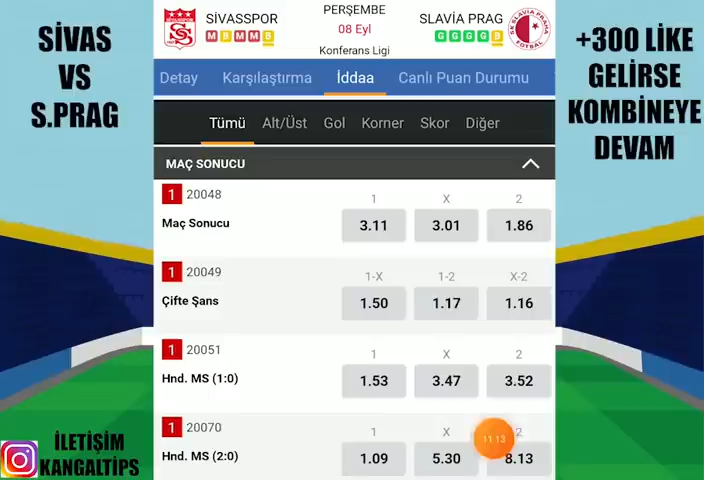 SİVAS
VS
S.PRAG
SİVASSPOR
M B M M B
PERŞEMBE
08 Eyl
Konferans Ligi
SLAVİA PRAG
G G G G B
+300 LİKE
GELİRSE
KOMBİNEYE
DEVAM
Detay Karşılaştırma İddaa Canlı Puan Durumu
Tümü Alt/Üst Gol Korner Skor Diğer
MAÇ SONUCU
1 20048
1 X 2
Maç Sonucu 3.11 3.01 1.86
1 20049
1-X 1-2 X-2
Çifte Şans 1.50 1.17 1.16
1 20051
1 X 2
Hnd. MS (1:0) 1.53 3.47 3.52
1 20070
1 X 2
Hnd. MS (2:0) 1.09 5.30 8.13
11:13
İLETİŞİM
KANGALTİPS